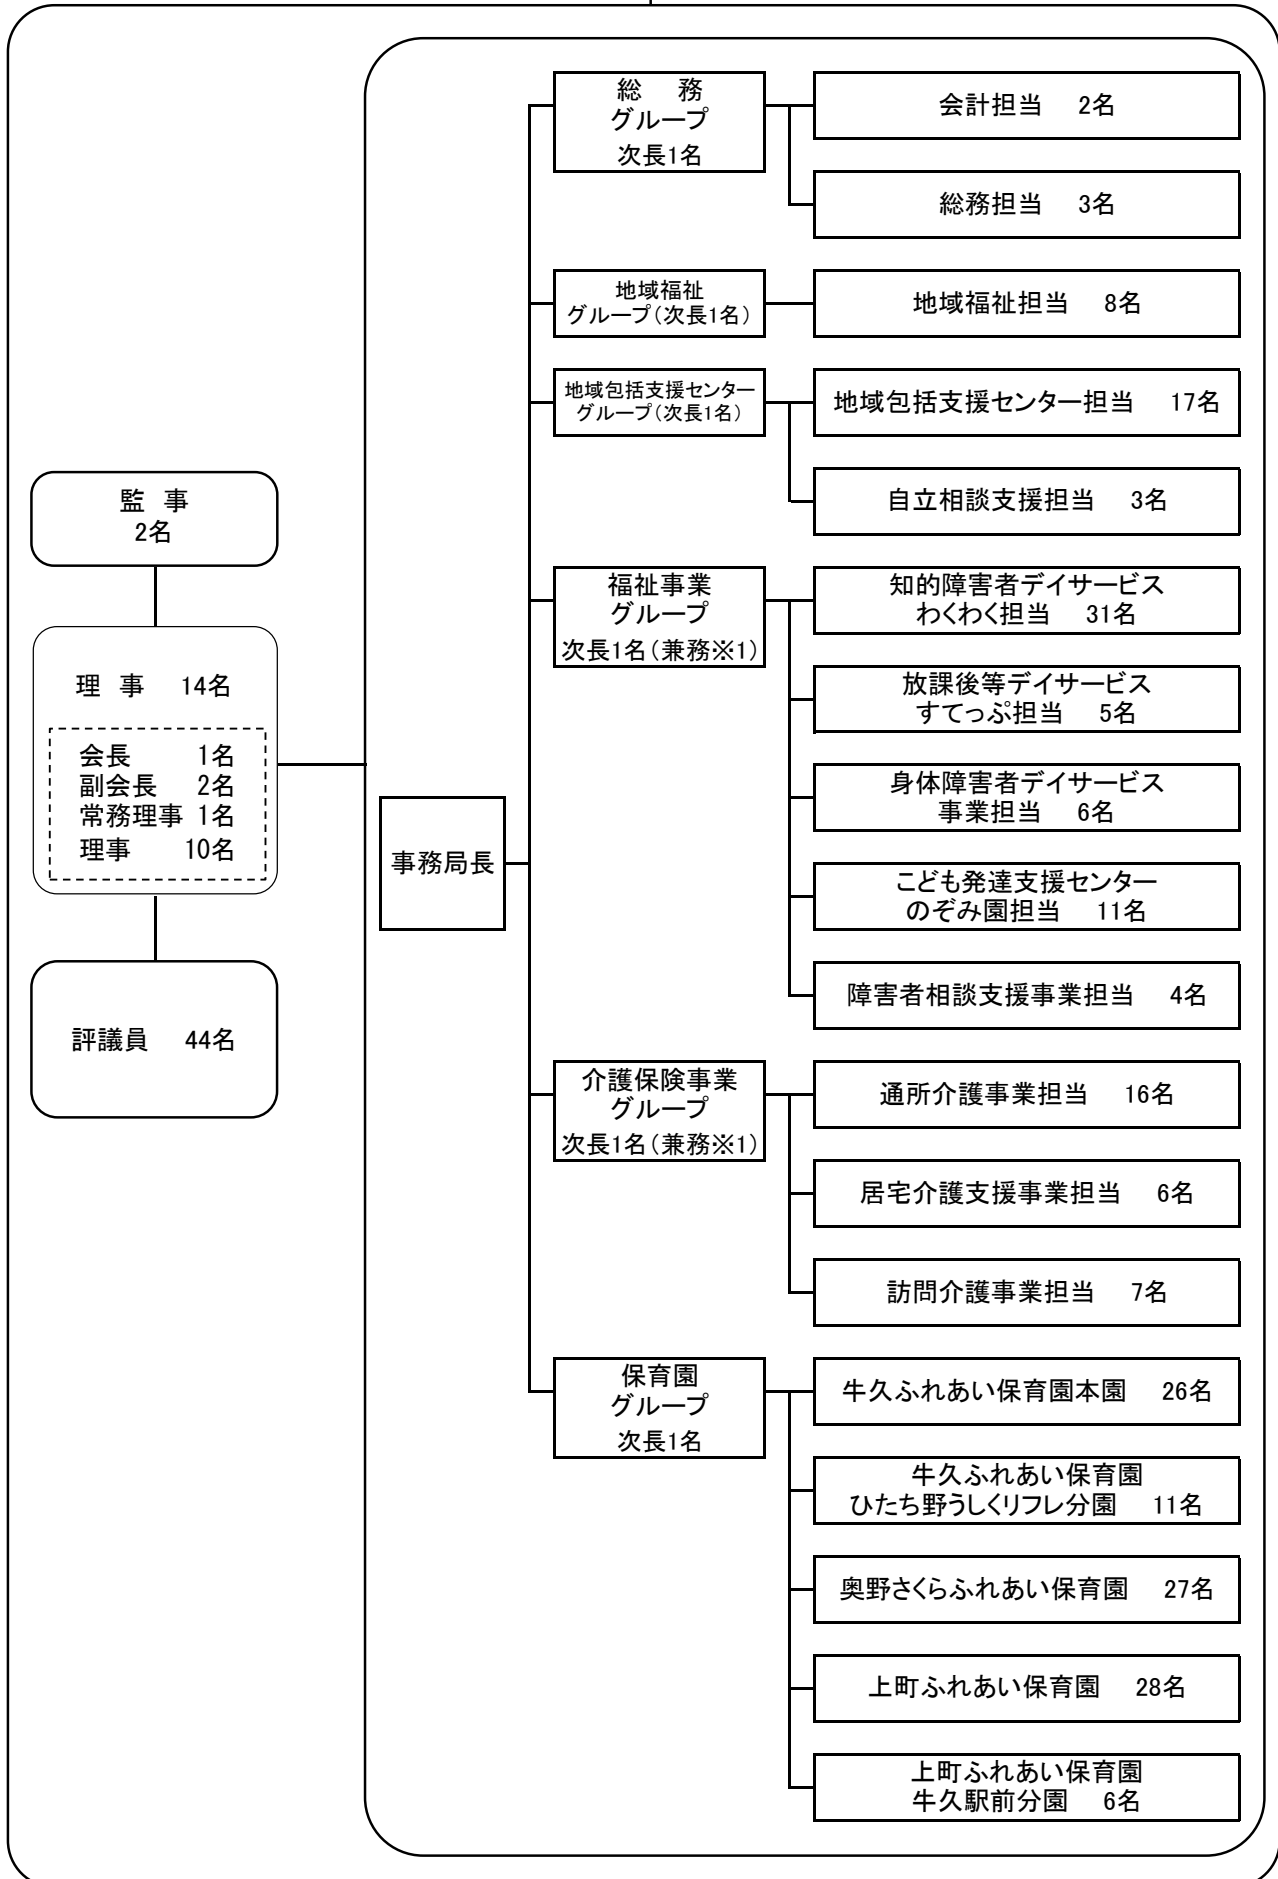 監 事
2名
理 事 14名
会長 1名
副会長 2名
常務理事 1名
理事 10名
評議員 44名
事務局長
総 務
グループ
次長1名
会計担当 2名
総務担当 3名
地域福祉
グループ(次長1名)
地域福祉担当 8名
地域包括支援センター
グループ(次長1名)
地域包括支援センター担当 17名
自立相談支援担当 3名
福祉事業
グループ
次長1名(兼務※1)
知的障害者デイサービス
わくわく担当 31名
放課後等デイサービス
すてっぷ担当 5名
身体障害者デイサービス
事業担当 6名
こども発達支援センター
のぞみ園担当 11名
障害者相談支援事業担当 4名
介護保険事業
グループ
次長1名(兼務※1)
通所介護事業担当 16名
居宅介護支援事業担当 6名
訪問介護事業担当 7名
保育園
グループ
次長1名
牛久ふれあい保育園本園 26名
牛久ふれあい保育園
ひたち野うしくリフレ分園 11名
奥野さくらふれあい保育園 27名
上町ふれあい保育園 28名
上町ふれあい保育園
牛久駅前分園 6名